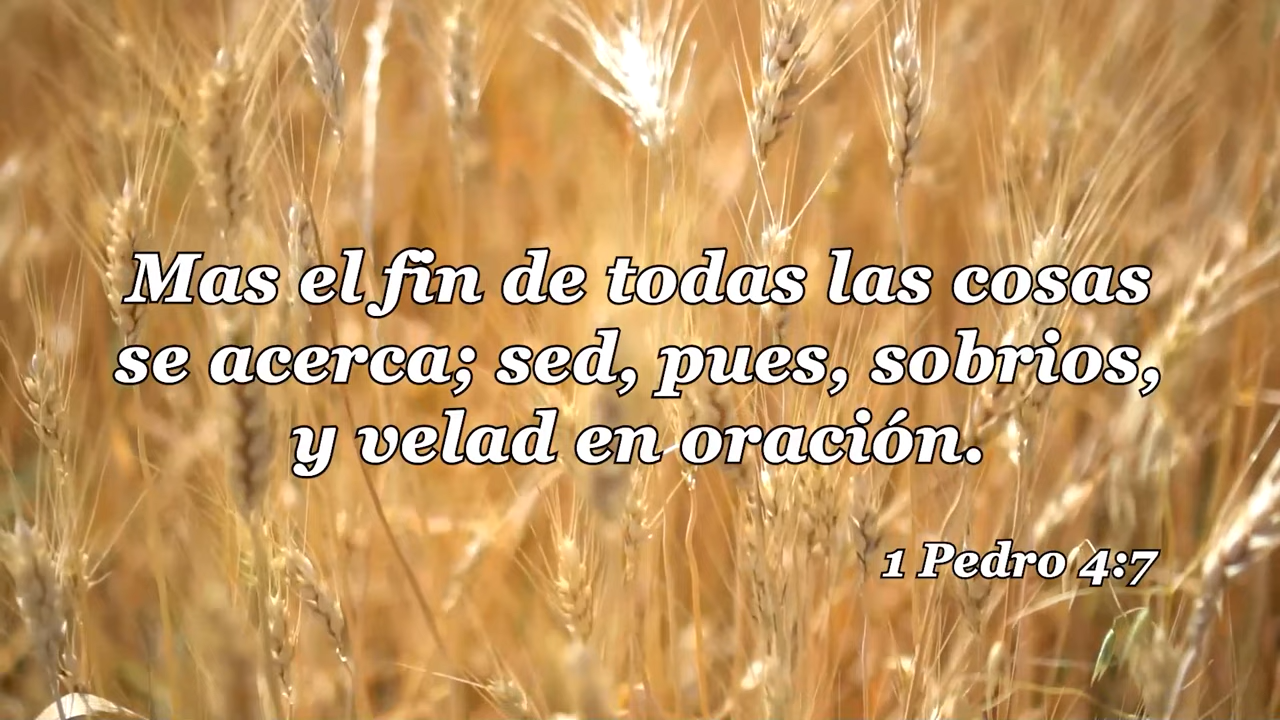 Mas el fin de todas las cosas
se acerca; sed, pues, sobrios,
y velad en oración.
1 Pedro 4:7